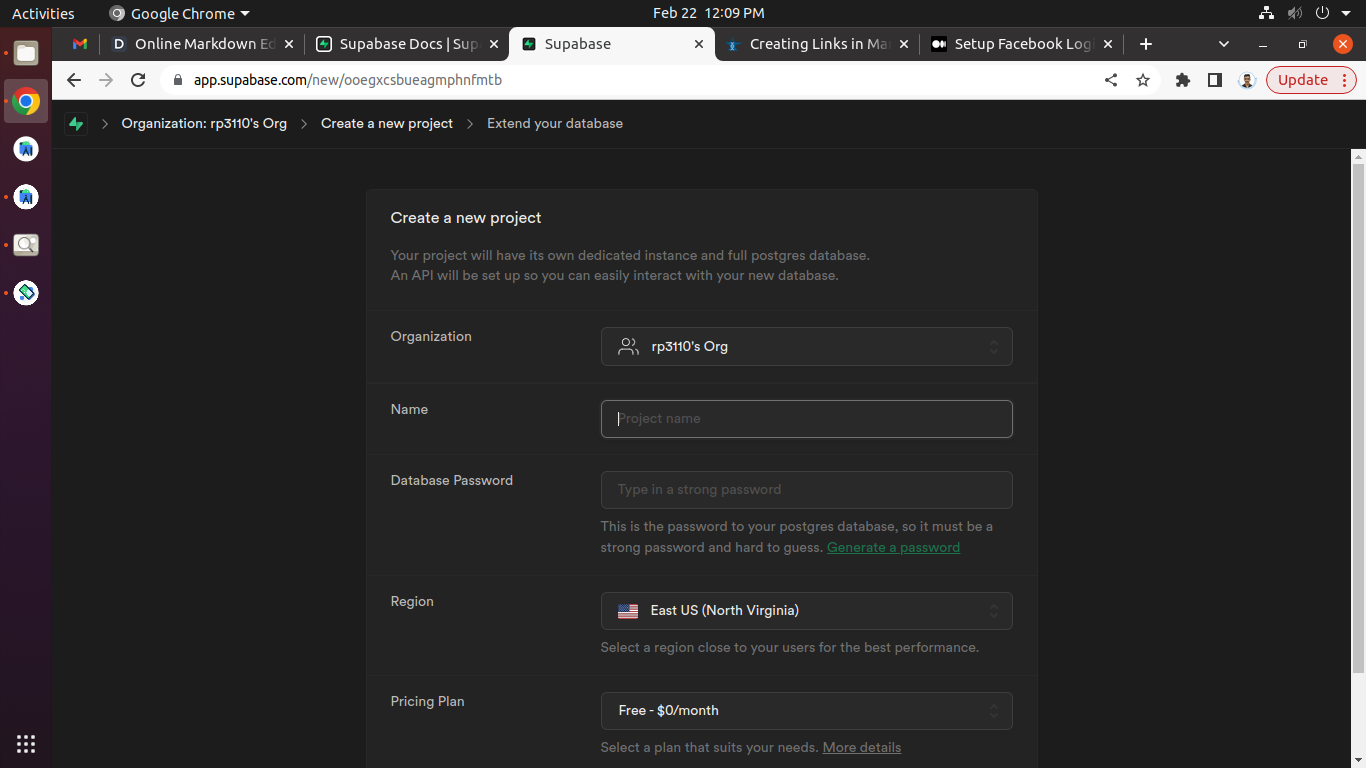 Activities
Google Chrome
Feb 22 12:09 PM
Online Markdown Ed
Supabase Docs | Sup
Supabase
Creating Links in Ma
Setup Facebook Log
app.supabase.com/new/ooegxcsbueagmphnfmtb
Update
Organization: rp3110's Org
Create a new project
Extend your database
Create a new project
Your project will have its own dedicated instance and full postgres database.
An API will be set up so you can easily interact with your new database.
Organization
rp3110's Org
Name
Project name
Database Password
Type in a strong password
This is the password to your postgres database, so it must be a
strong password and hard to guess. Generate a password
Region
East US (North Virginia)
Select a region close to your users for the best performance.
Pricing Plan
Free - $0/month
Select a plan that suits your needs. More details